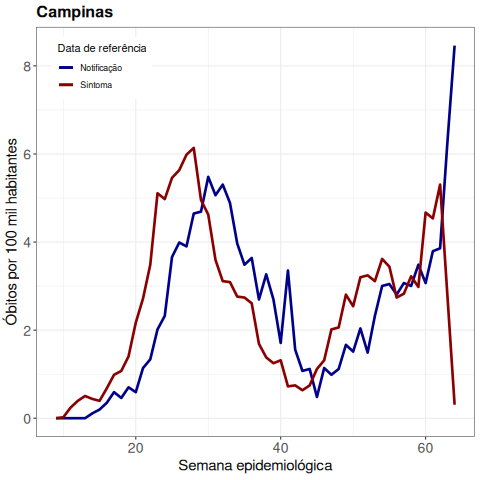 Campinas
Data de referência
Notificação
Sintoma
Óbitos por 100 mil habitantes
8
6
4
2
0
20
40
60
Semana epidemiológica